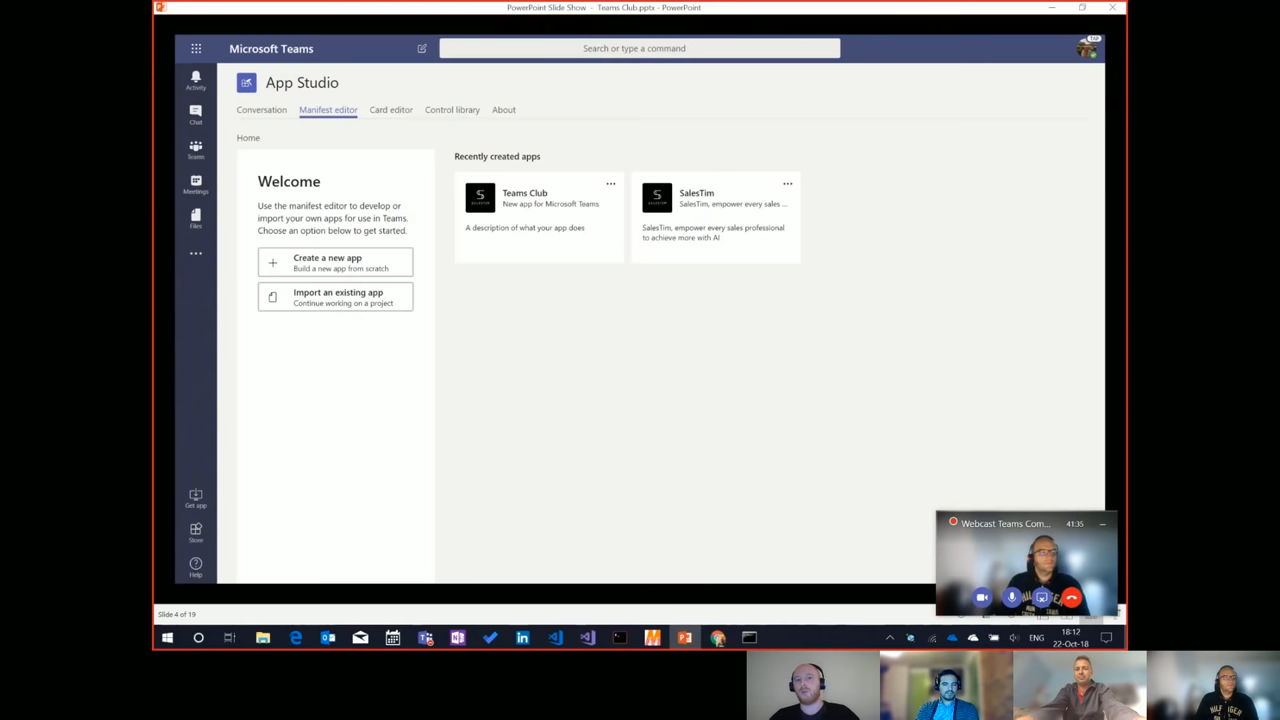 PowerPoint Slide Show - Teams Club.pptx - PowerPoint
Microsoft Teams
Search or type a command
TAP
Activity
Chat
Teams
Meetings
Files
Get app
Store
Help
App Studio
Conversation Manifest editor Card editor Control library About
Home
Welcome
Use the manifest editor to develop or
import your own apps for use in Teams.
Choose an option below to get started.
Create a new app
Build a new app from scratch
Import an existing app
Continue working on a project
Recently created apps
Teams Club
New app for Microsoft Teams
A description of what your app does
SalesTim
SalesTim, empower every sales ...
SalesTim, empower every sales professional
to achieve more with AI
Webcast Teams Com... 41:35
Slide 4 of 19
ENG
18:12
22-Oct-18